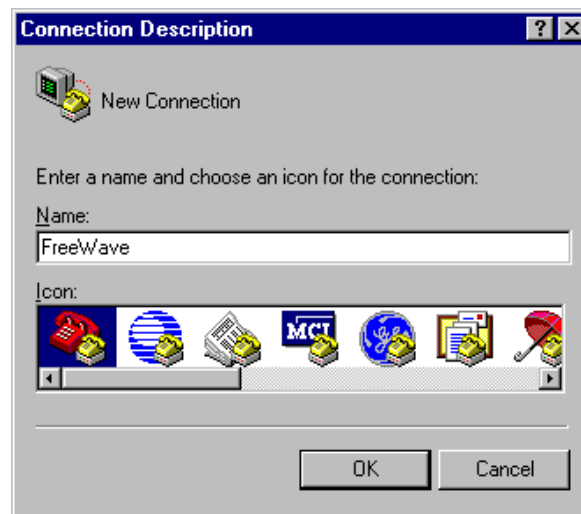 Connection Description
New Connection
Enter a name and choose an icon for the connection:
Name:
FreeWave
Icon:
MCI
OK Cancel